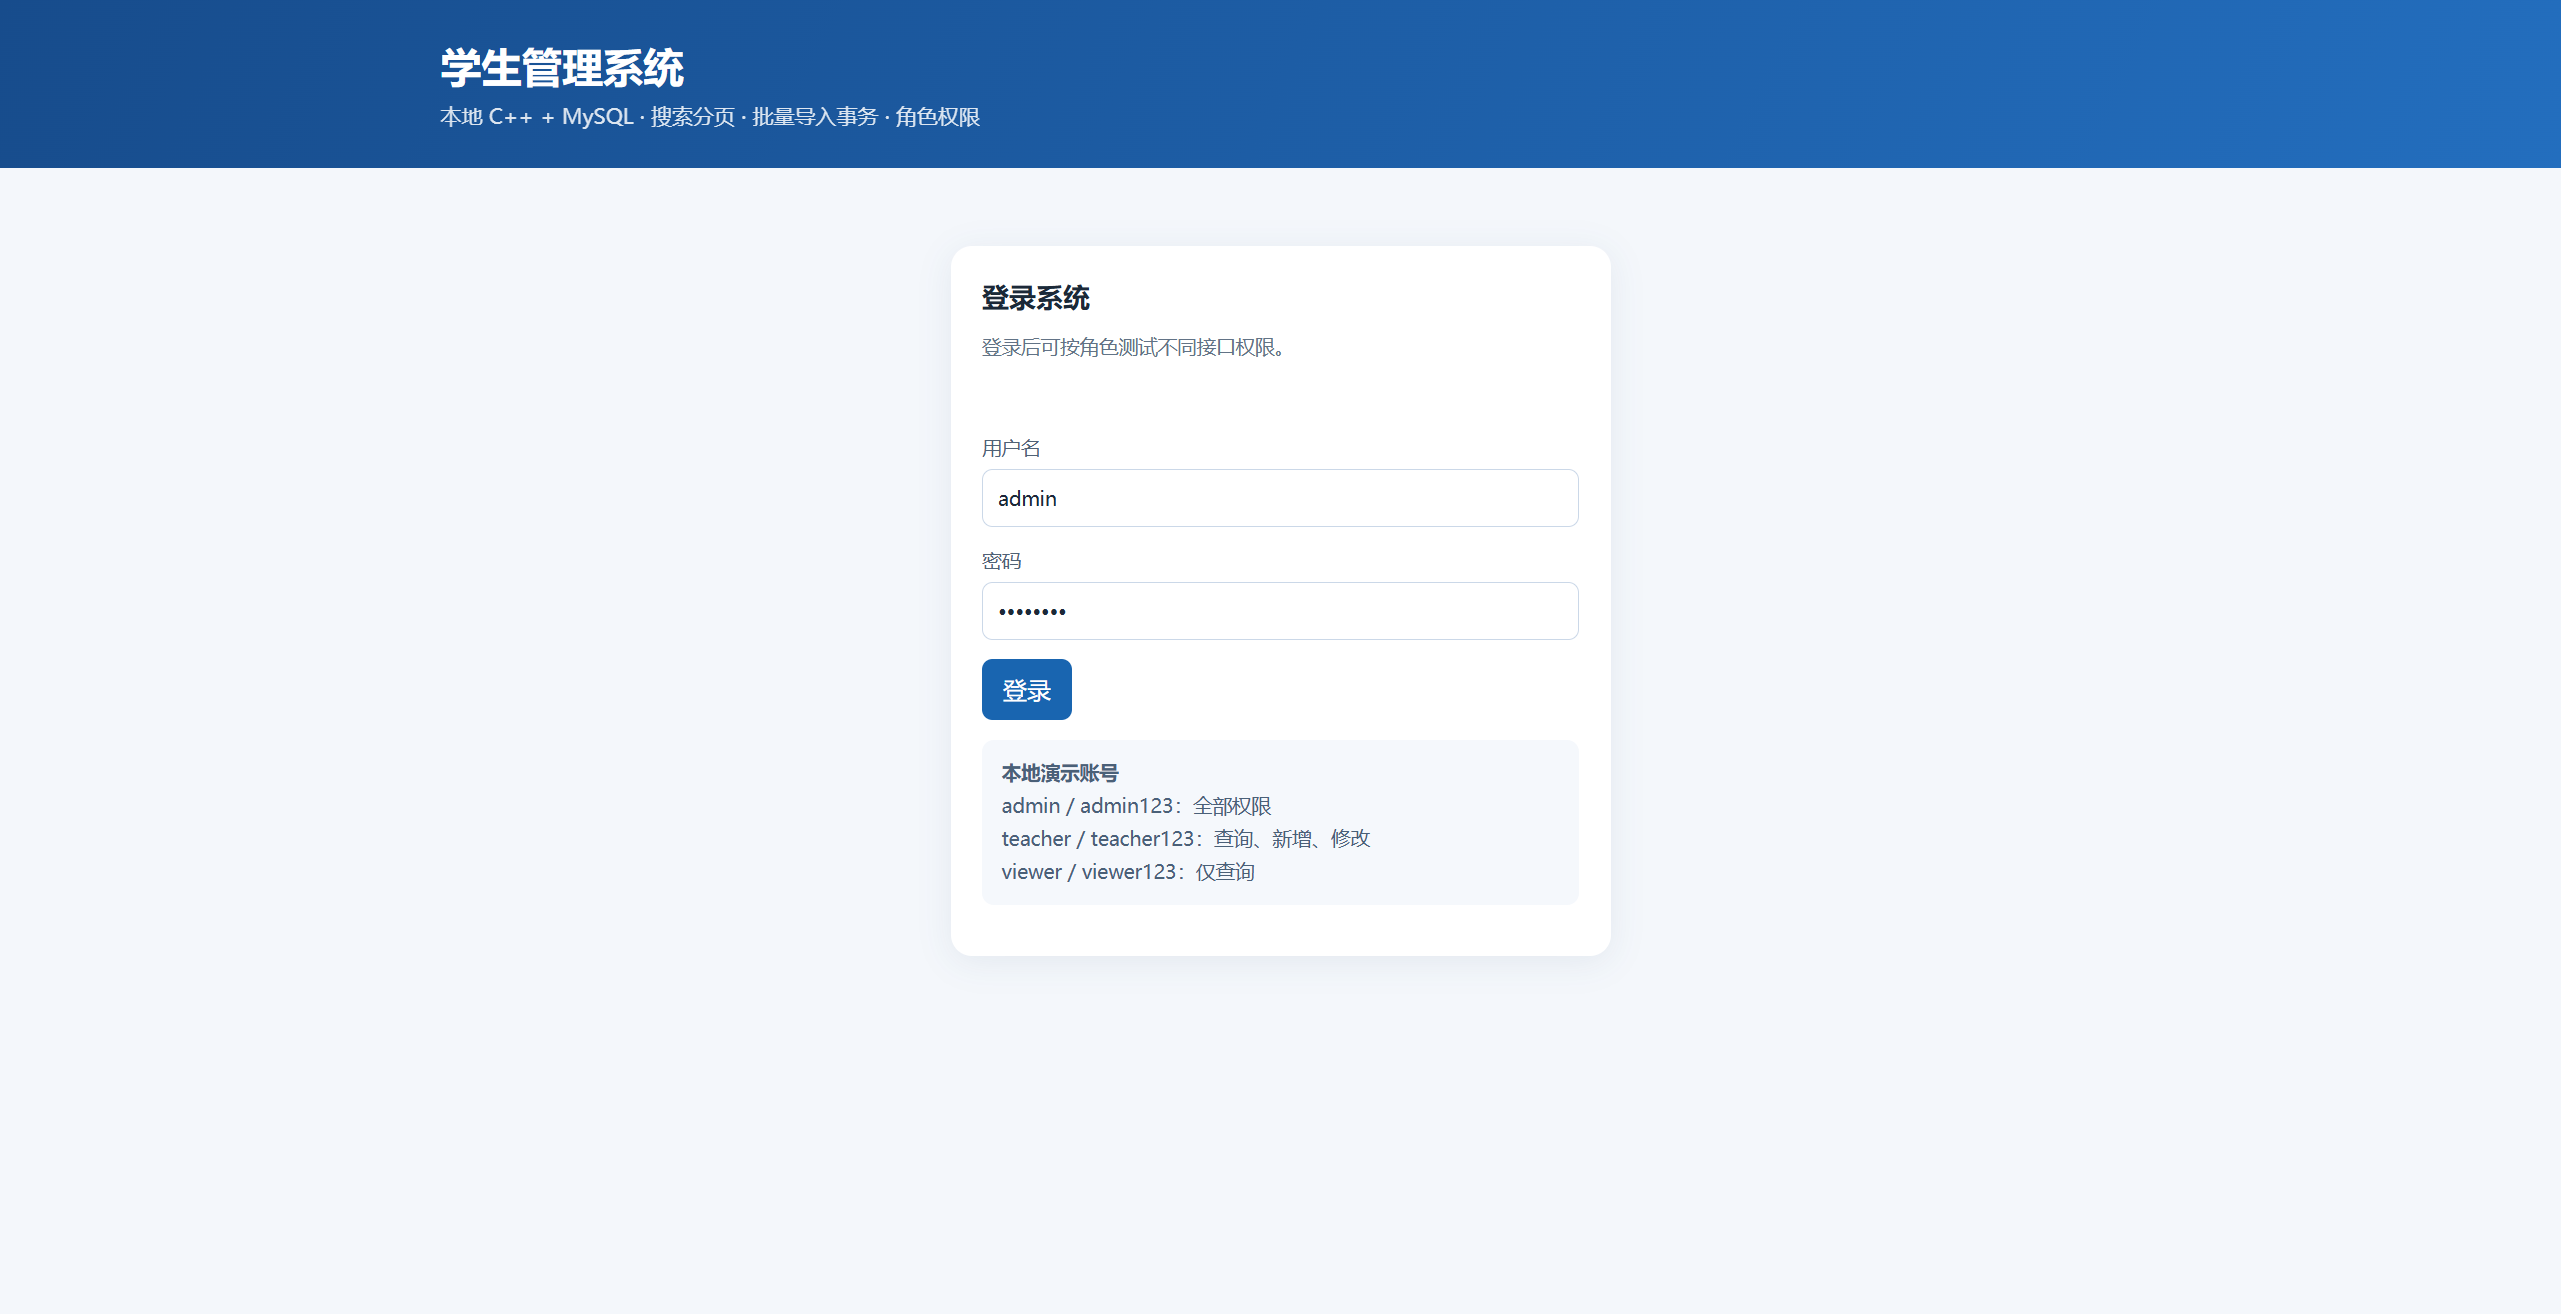 学生管理系统
本地 C++ + MySQL · 搜索分页 · 批量导入事务 · 角色权限
登录系统
登录后可按角色测试不同接口权限。
用户名
admin
密码
••••••••
登录
本地演示账号
admin / admin123：全部权限
teacher / teacher123：查询、新增、修改
viewer / viewer123：仅查询